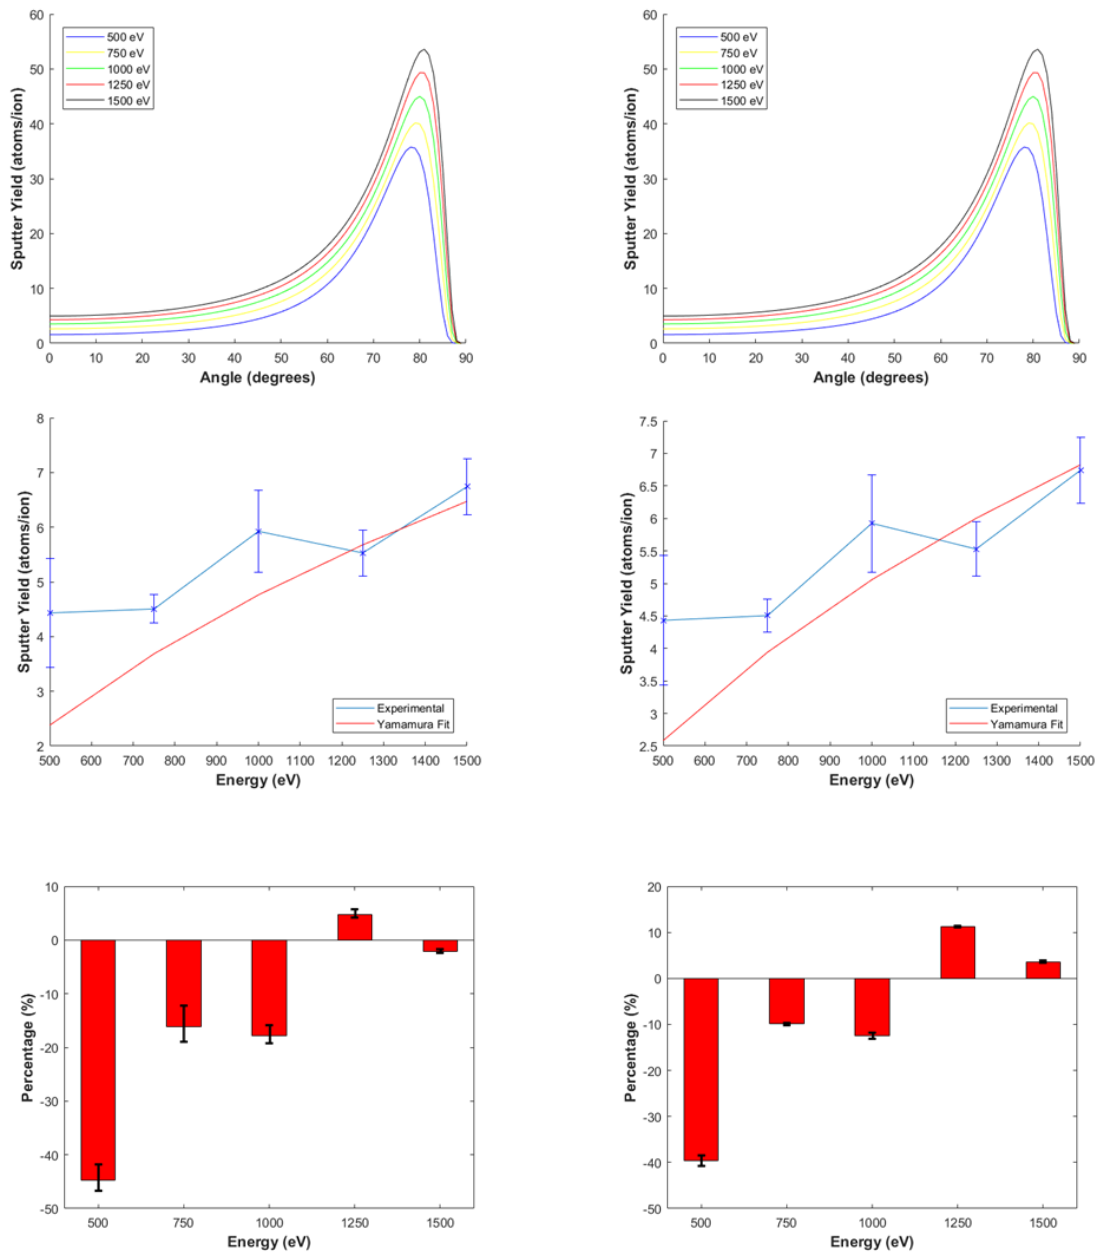 60
50
40
30
20
10
0
500 eV
750 eV
1000 eV
1250 eV
1500 eV
Sputter Yield (atoms/ion)
0 10 20 30 40 50 60 70 80 90
Angle (degrees)
60
50
40
30
20
10
0
500 eV
750 eV
1000 eV
1250 eV
1500 eV
Sputter Yield (atoms/ion)
0 10 20 30 40 50 60 70 80 90
Angle (degrees)
8
7
6
5
4
3
2
Sputter Yield (atoms/ion)
Experimental
Yamamura Fit
500 600 700 800 900 1000 1100 1200 1300 1400 1500
Energy (eV)
7.5
7
6.5
6
5.5
5
4.5
4
3.5
3
2.5
Sputter Yield (atoms/ion)
Experimental
Yamamura Fit
500 600 700 800 900 1000 1100 1200 1300 1400 1500
Energy (eV)
10
0
-10
-20
-30
-40
-50
Percentage (%)
500 750 1000 1250 1500
Energy (eV)
20
10
0
-10
-20
-30
-40
-50
Percentage (%)
500 750 1000 1250 1500
Energy (eV)